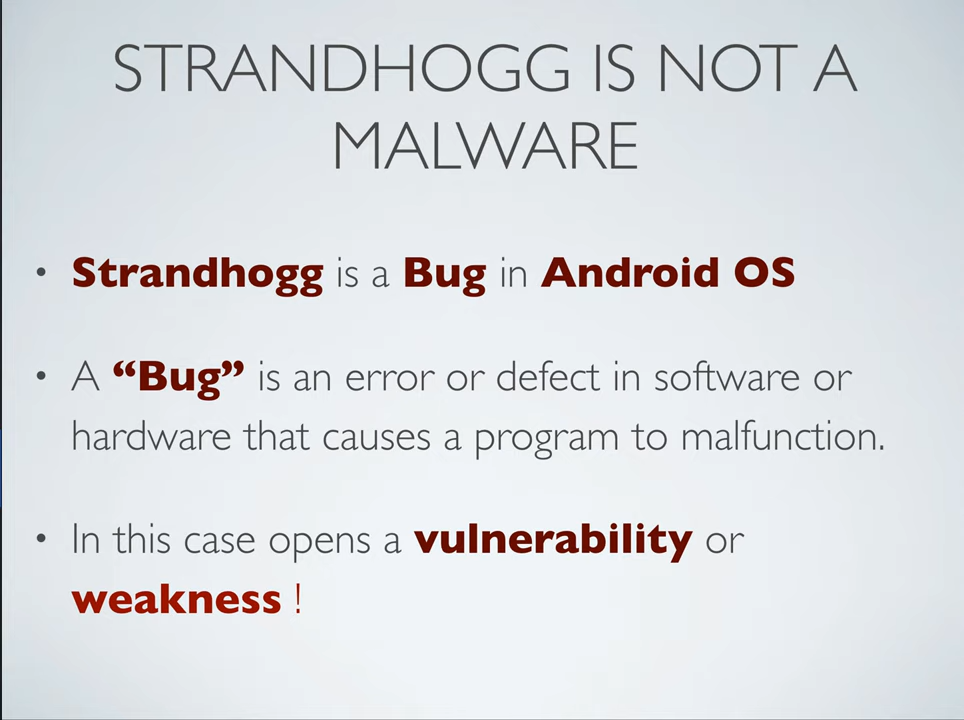 STRANDHOGG IS NOT A
MALWARE
• Strandhogg is a Bug in Android OS
• A “Bug” is an error or defect in software or
hardware that causes a program to malfunction.
• In this case opens a vulnerability or
weakness !